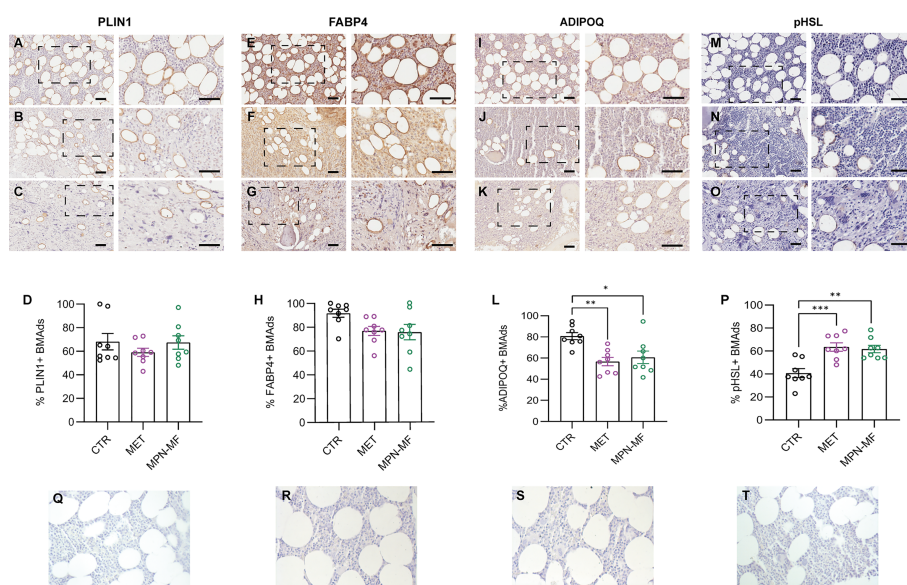 PLIN1 FABP4 ADIPOQ pHSL
A E I M
B F J N
C G K O
D H L P
% PLIN1+ BMAds
100
80
60
40
20
0
CTR MET MPN-MF
% FABP4+ BMAds
100
80
60
40
20
0
CTR MET MPN-MF
%ADIPOQ+ BMAds
*
**
100
80
60
40
20
0
CTR MET MPN-MF
% pHSL+ BMAds
**
***
100
80
60
40
20
0
CTR MET MPN-MF
Q R S T